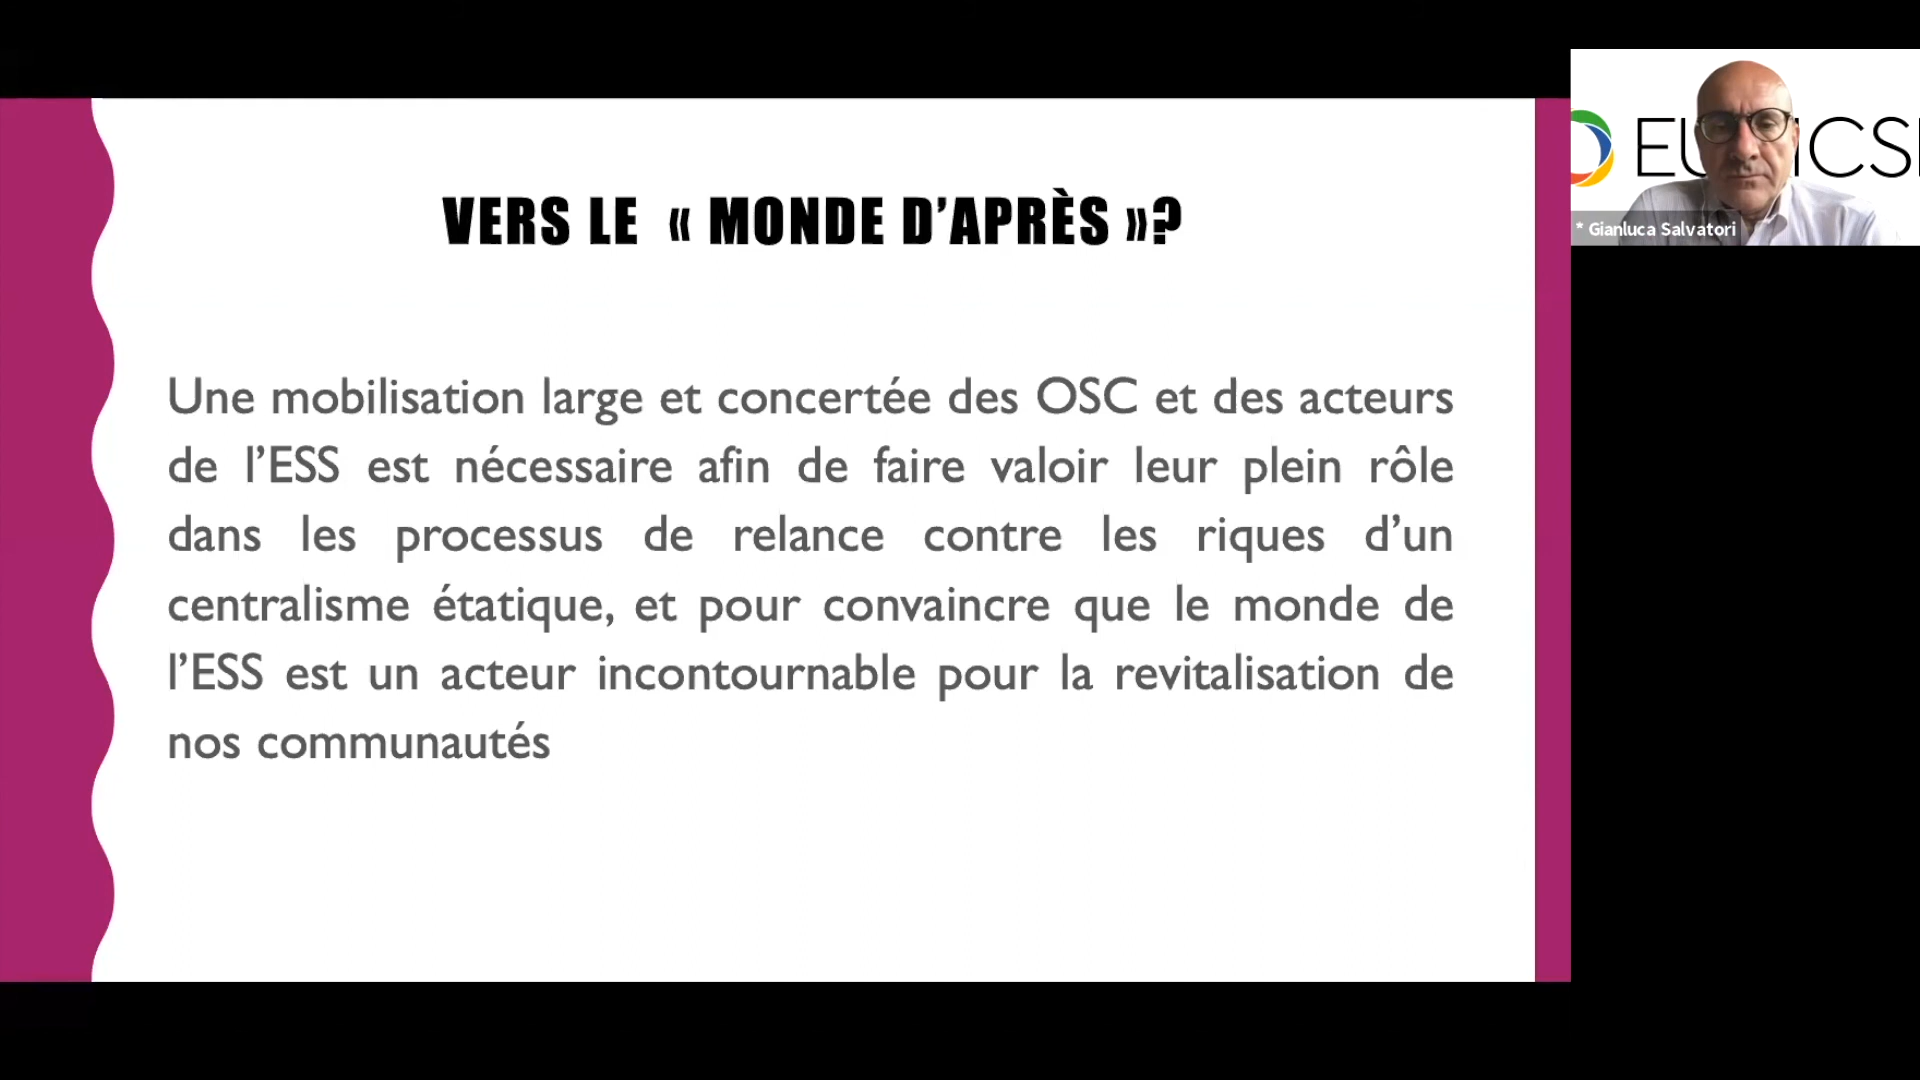 VERS LE « MONDE D'APRÈS »?
Une mobilisation large et concertée des OSC et des acteurs
de l'ESS est nécessaire afin de faire valoir leur plein rôle
dans les processus de relance contre les riques d'un
centralisme étatique, et pour convaincre que le monde de
l'ESS est un acteur incontournable pour la revitalisation de
nos communautés
* Gianluca Salvatori